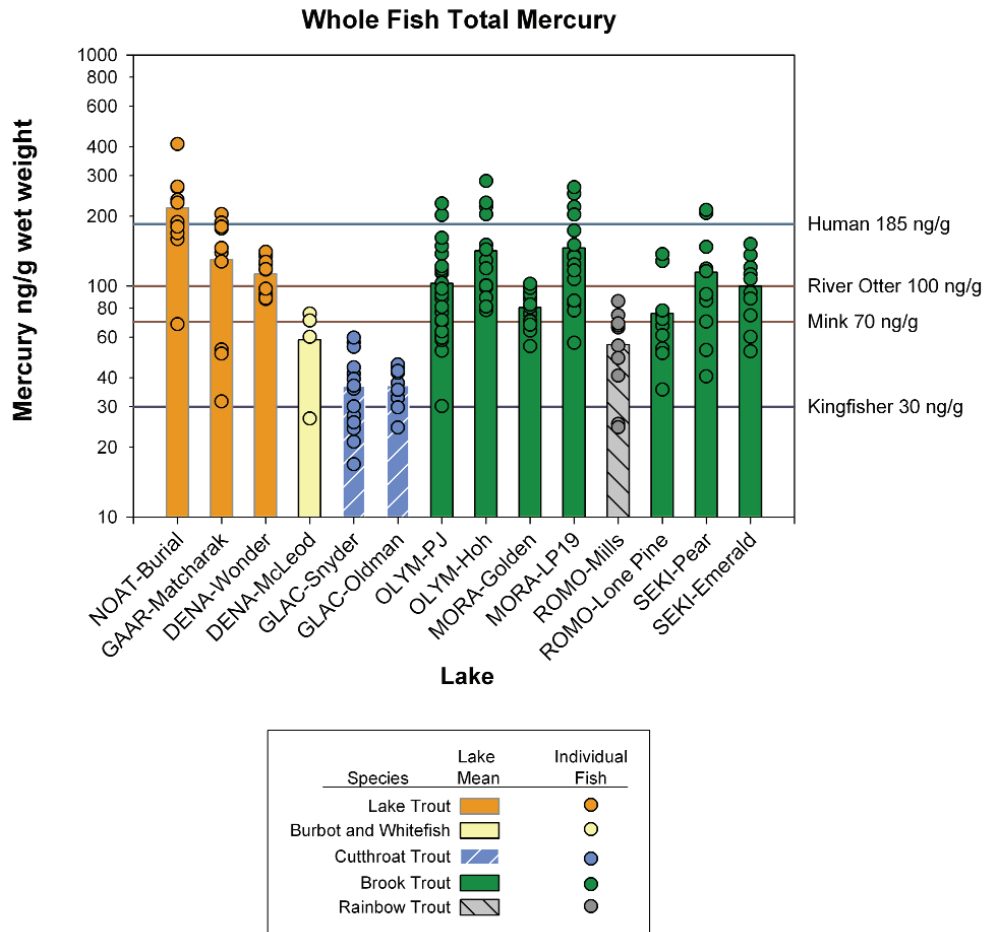 Whole Fish Total Mercury
Mercury ng/g wet weight
1000
800
600
400
300
200
100
80
60
40
30
20
10
Human 185 ng/g
River Otter 100 ng/g
Mink 70 ng/g
Kingfisher 30 ng/g
NOAT-Burial
GAAR-Matcharak
DENA-Wonder
DENA-McLeod
GLAC-Snyder
GLAC-Oldman
OLYM-PJ
OLYM-Hoh
MORA-Golden
MORA-LP19
ROMO-Mills
ROMO-Lone Pine
SEKI-Pear
SEKI-Emerald
Lake
Lake Individual
Species Mean Fish
Lake Trout
Burbot and Whitefish
Cutthroat Trout
Brook Trout
Rainbow Trout